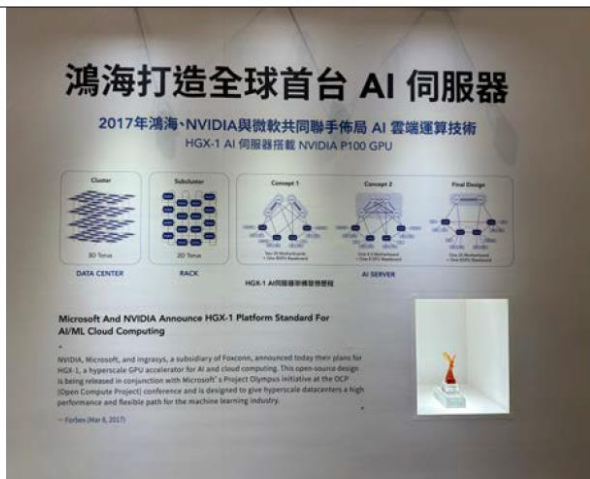 鴻海打造全球首台 AI 伺服器
2017年鴻海、NVIDIA與微軟共同聯手佈局 AI 雲端運算技術
HGX-1 AI 伺服器搭載 NVIDIA P100 GPU
Cluster
3D Torus
DATA CENTER
Subcluster
2D Torus
RACK
Concept 1
Concept 2
Final Design
AI SERVER
HGX-1 AI伺服器架構發想歷程
Microsoft And NVIDIA Announce HGX-1 Platform Standard For
AI/ML Cloud Computing
NVIDIA, Microsoft, and Ingrasys, a subsidiary of Foxconn, announced today their plans for
HGX-1, a hyperscale GPU accelerator for AI and cloud computing. This open-source design
is being released in conjunction with Microsoft's Project Olympus initiative at the OCP
(Open Compute Project) conference and is designed to give hyperscale datacenters a high
performance and flexible path for the machine learning industry.
— Forbes (Mar 8, 2017)